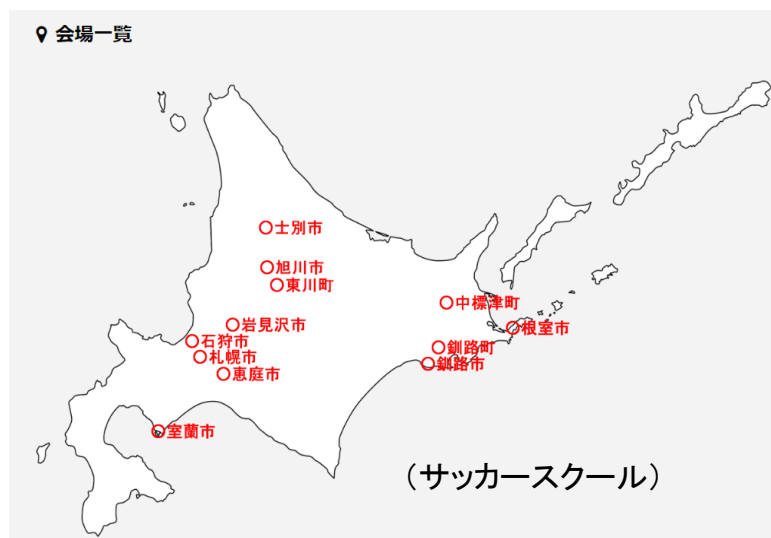 会場一覧
士別市
旭川市
東川町
中標津町
岩見沢市
根室市
石狩市
釧路町
札幌市
釧路市
恵庭市
室蘭市
（サッカースクール）